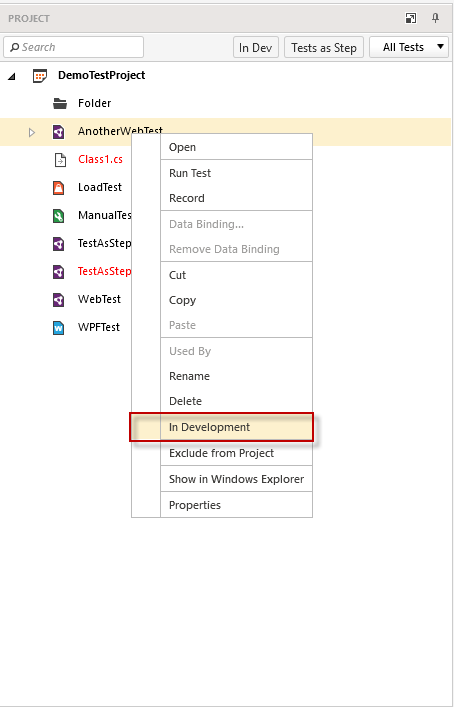 PROJECT
Search
In Dev
Tests as Step
All Tests
DemoTestProject
Folder
AnotherWebTest
Class1.cs
LoadTest
ManualTes
TestAsStep
TestAsStep
WebTest
WPFTest
Open
Run Test
Record
Data Binding...
Remove Data Binding
Cut
Copy
Paste
Used By
Rename
Delete
In Development
Exclude from Project
Show in Windows Explorer
Properties